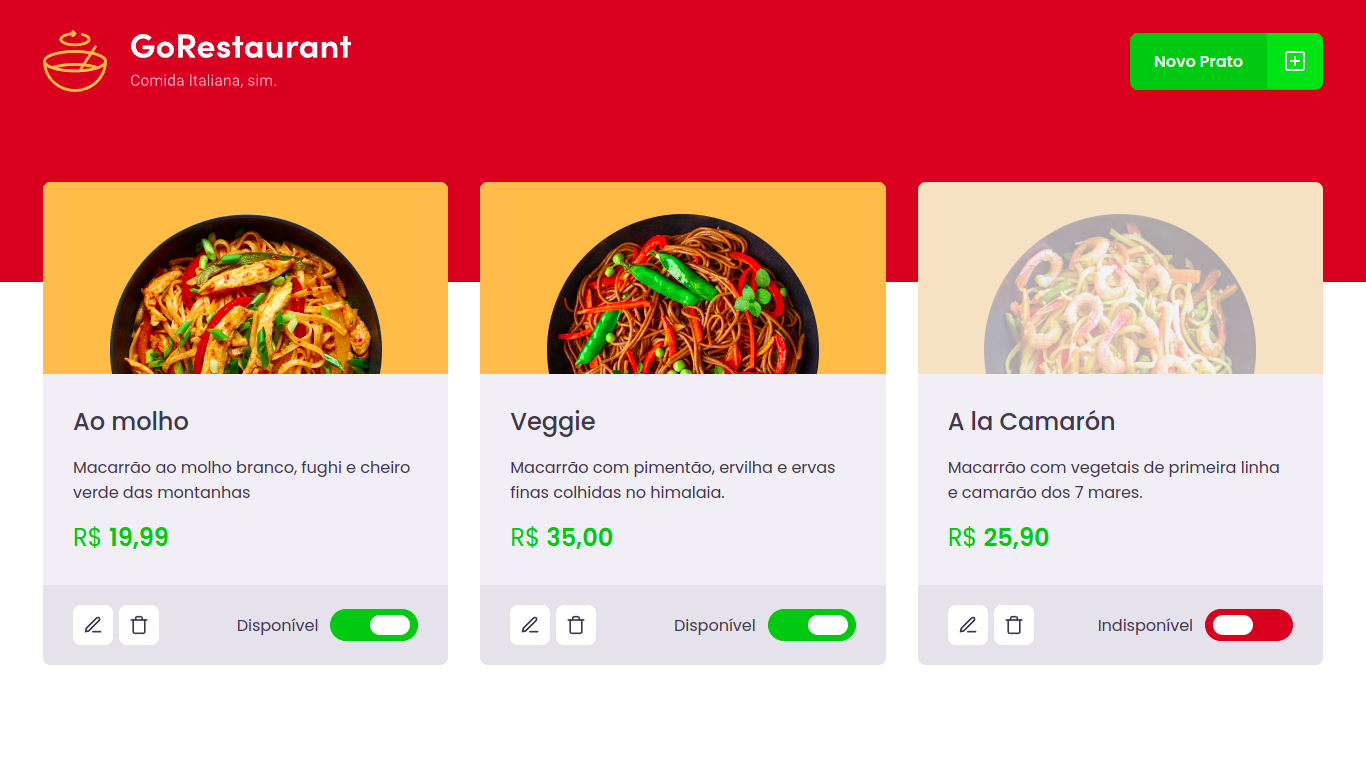 GoRestaurant
Comida Italiana, sim.
Novo Prato
Ao molho
Macarrão ao molho branco, fughi e cheiro
verde das montanhas
R$ 19,99
Disponível
Veggie
Macarrão com pimentão, ervilha e ervas
finas colhidas no himalaia.
R$ 35,00
Disponível
A la Camarón
Macarrão com vegetais de primeira linha
e camarão dos 7 mares.
R$ 25,90
Indisponível